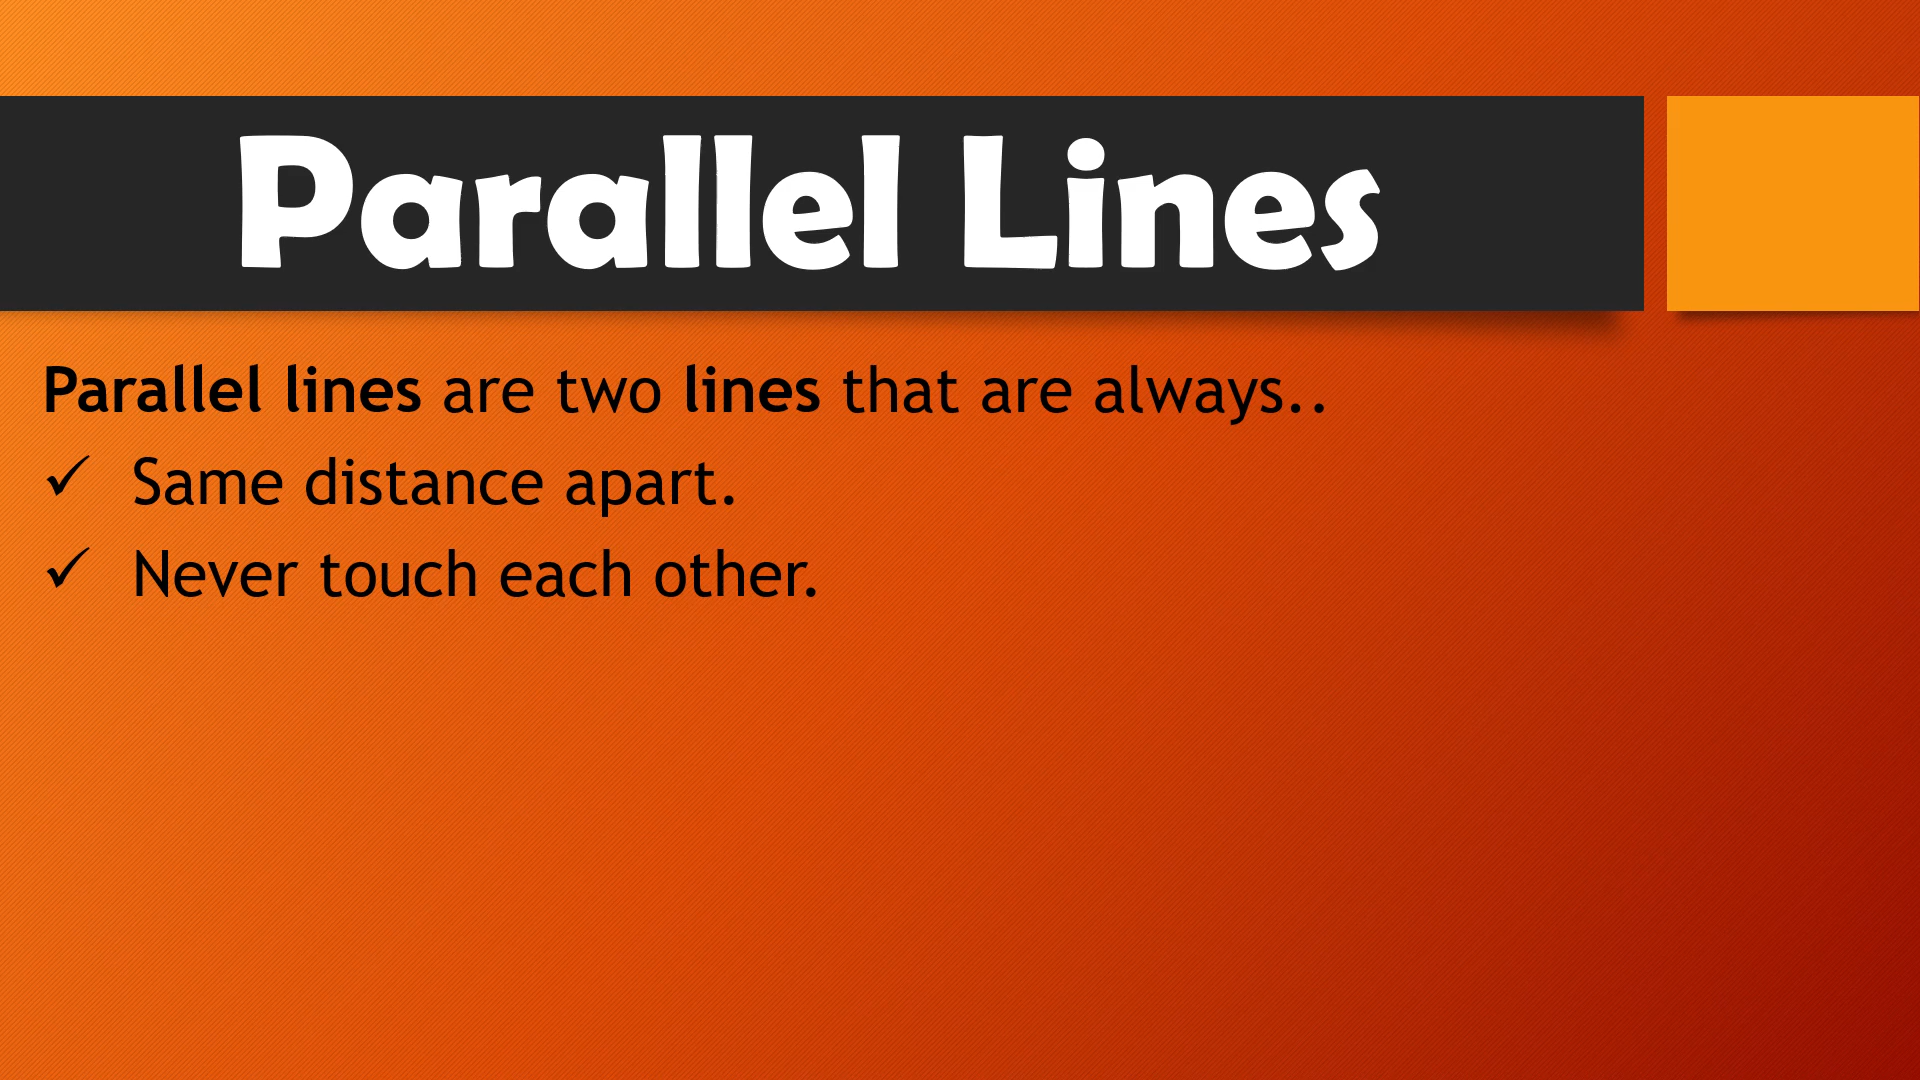 Parallel Lines
Parallel lines are two lines that are always..
✓ Same distance apart.
✓ Never touch each other.